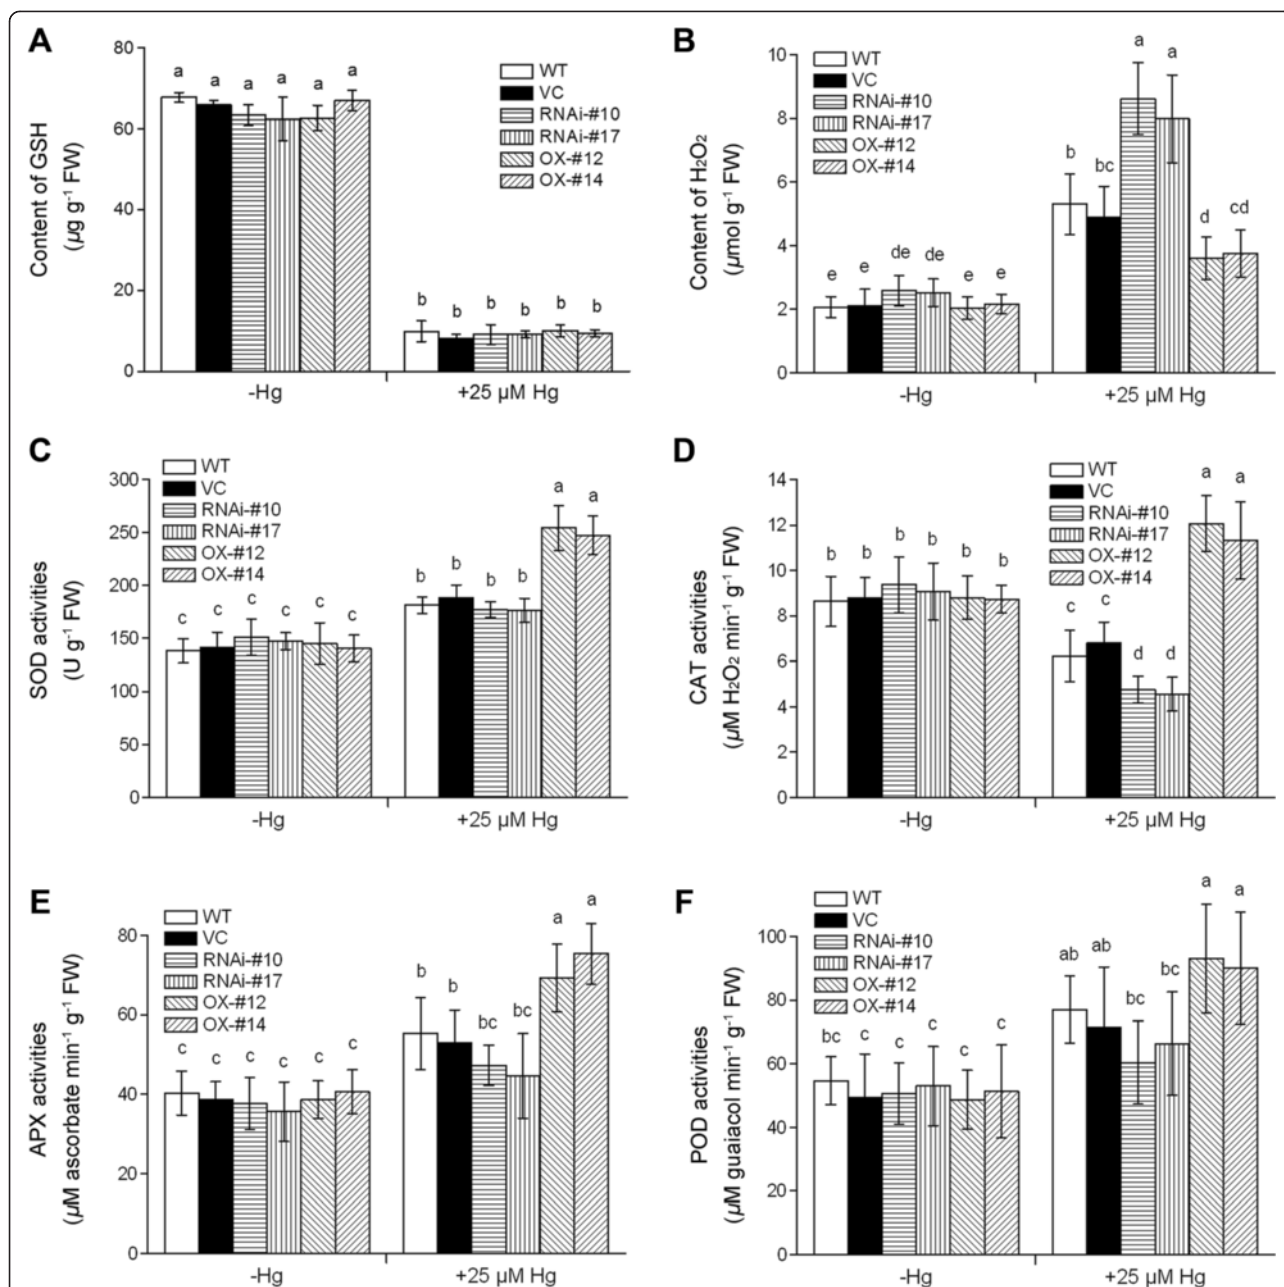 A
Content of GSH
(µg g⁻¹ FW)
80
60
40
20
0
a a a a a a
b b b b b b
WT
VC
RNAi-#10
RNAi-#17
OX-#12
OX-#14
-Hg
+25 µM Hg
B
Content of H₂O₂
(µmol g⁻¹ FW)
10
8
6
4
2
0
WT
VC
RNAi-#10
RNAi-#17
OX-#12
OX-#14
e e de de e e
b bc a a d cd
-Hg
+25 µM Hg
C
SOD activities
(U g⁻¹ FW)
300
250
200
150
100
50
0
WT
VC
RNAi-#10
RNAi-#17
OX-#12
OX-#14
c c c c c c
b b b b a a
-Hg
+25 µM Hg
D
CAT activities
(µM H₂O₂ min⁻¹ g⁻¹ FW)
14
12
10
8
6
4
2
0
b b b b b b
c c d d a a
WT
VC
RNAi-#10
RNAi-#17
OX-#12
OX-#14
-Hg
+25 µM Hg
E
APX activities
(µM ascorbate min⁻¹ g⁻¹ FW)
80
60
40
20
0
WT
VC
RNAi-#10
RNAi-#17
OX-#12
OX-#14
c c c c c c
b b bc bc a a
-Hg
+25 µM Hg
F
POD activities
(µM guaiacol min⁻¹ g⁻¹ FW)
100
80
60
40
20
0
WT
VC
RNAi-#10
RNAi-#17
OX-#12
OX-#14
bc c c c c c
ab ab bc bc a a
-Hg
+25 µM Hg